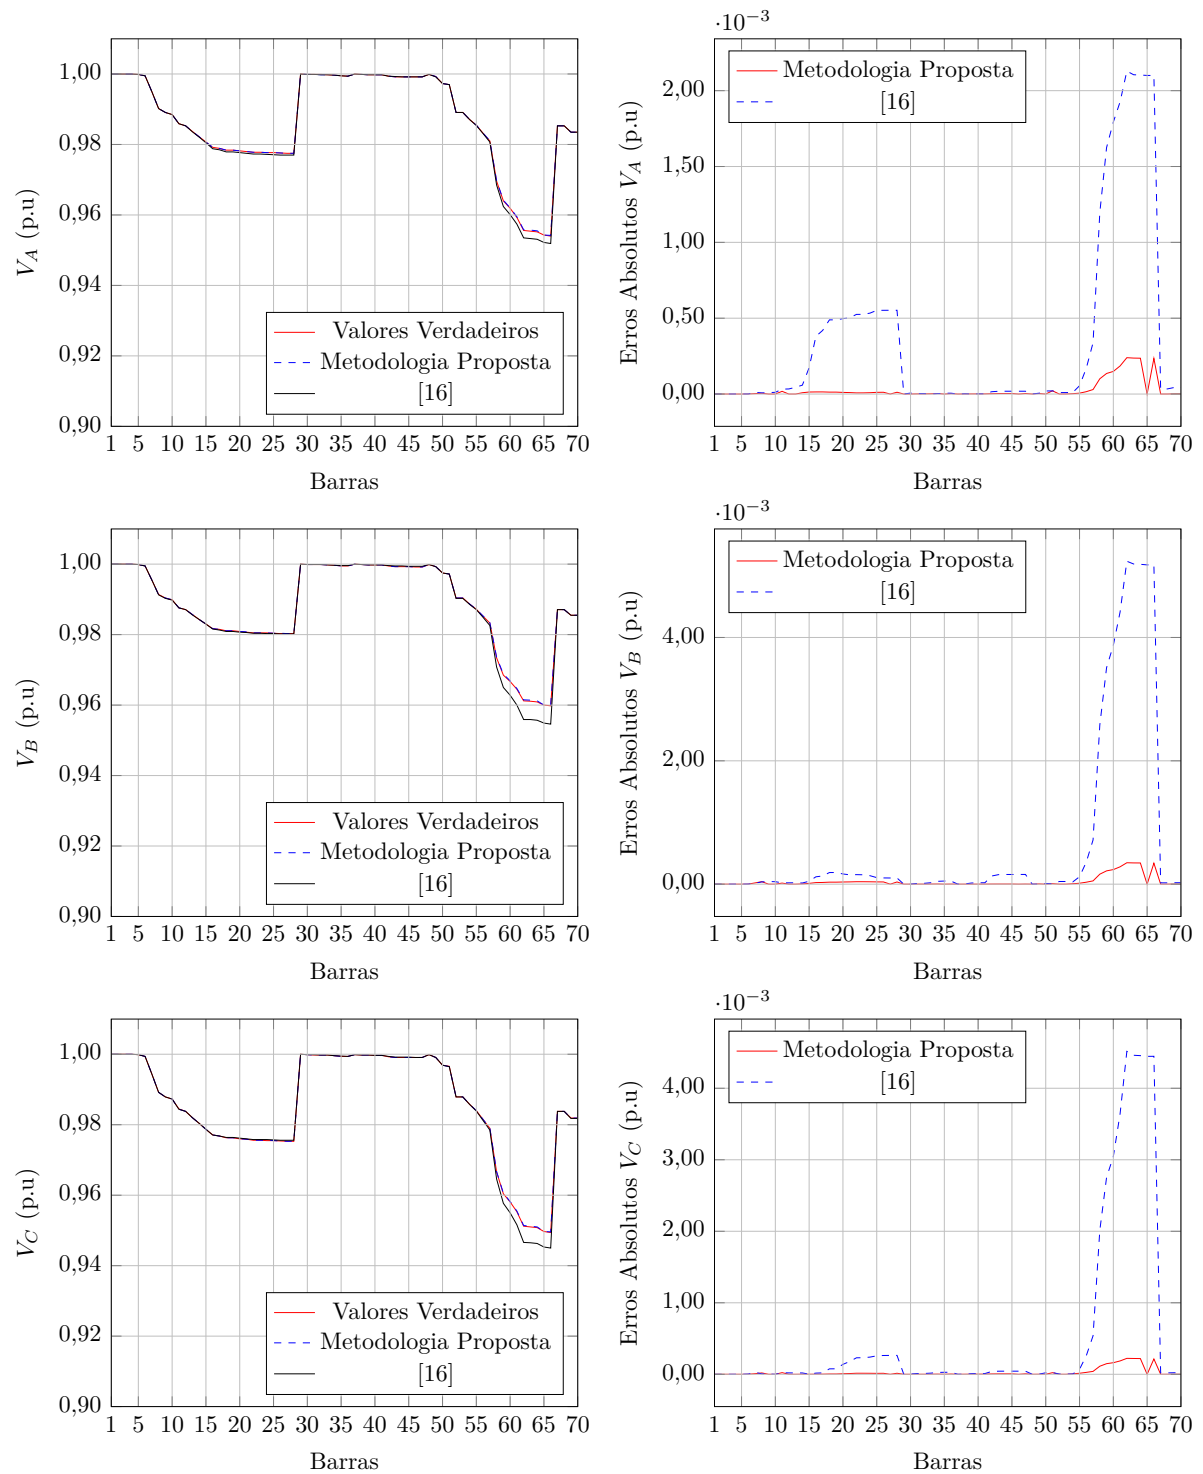 1,00
0,98
0,96
0,94
0,92
0,90
V_A (p.u)
Valores Verdadeiros
Metodologia Proposta
[16]
1 5 10 15 20 25 30 35 40 45 50 55 60 65 70
Barras
·10⁻³
2,00
1,50
1,00
0,50
0,00
Erros Absolutos V_A (p.u)
Metodologia Proposta
[16]
1 5 10 15 20 25 30 35 40 45 50 55 60 65 70
Barras
1,00
0,98
0,96
0,94
0,92
0,90
V_B (p.u)
Valores Verdadeiros
Metodologia Proposta
[16]
1 5 10 15 20 25 30 35 40 45 50 55 60 65 70
Barras
·10⁻³
4,00
2,00
0,00
Erros Absolutos V_B (p.u)
Metodologia Proposta
[16]
1 5 10 15 20 25 30 35 40 45 50 55 60 65 70
Barras
1,00
0,98
0,96
0,94
0,92
0,90
V_C (p.u)
Valores Verdadeiros
Metodologia Proposta
[16]
1 5 10 15 20 25 30 35 40 45 50 55 60 65 70
Barras
·10⁻³
4,00
3,00
2,00
1,00
0,00
Erros Absolutos V_C (p.u)
Metodologia Proposta
[16]
1 5 10 15 20 25 30 35 40 45 50 55 60 65 70
Barras